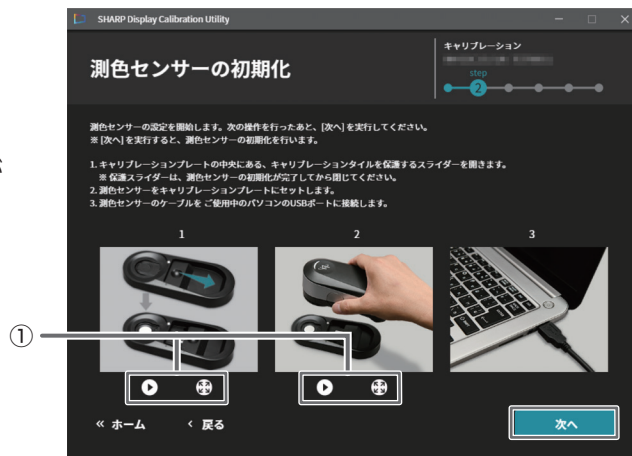 SHARP Display Calibration Utility
測色センサーの初期化
キャリブレーション
step
2
測色センサーの設定を開始します。次の操作を行ったあと、[次へ] を実行してください。
※ [次へ] を実行すると、測色センサーの初期化を行います。
1. キャリブレーションプレートの中央にある、キャリブレーションタイルを保護するスライダーを開きます。
※ 保護スライダーは、測色センサーの初期化が完了してから閉じてください。
2. 測色センサーをキャリブレーションプレートにセットします。
3. 測色センサーのケーブルを ご使用中のパソコンのUSBポートに接続します。
1
2
3
①
« ホーム
‹ 戻る
次へ